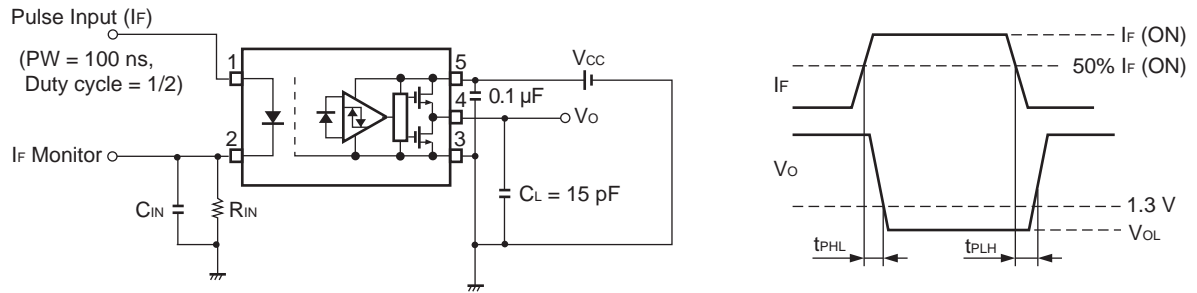 Pulse Input (IF)
(PW = 100 ns,
Duty cycle = 1/2)
1
2
5
4
3
VCC
0.1 µF
VO
IF Monitor
CIN
RIN
CL = 15 pF
IF
IF (ON)
50% IF (ON)
VO
1.3 V
VOL
tPHL
tPLH